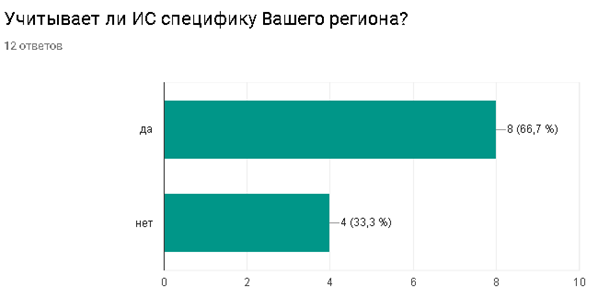 Учитывает ли ИС специфику Вашего региона?
12 ответов
да
8 (66,7 %)
нет
4 (33,3 %)
0 2 4 6 8 10